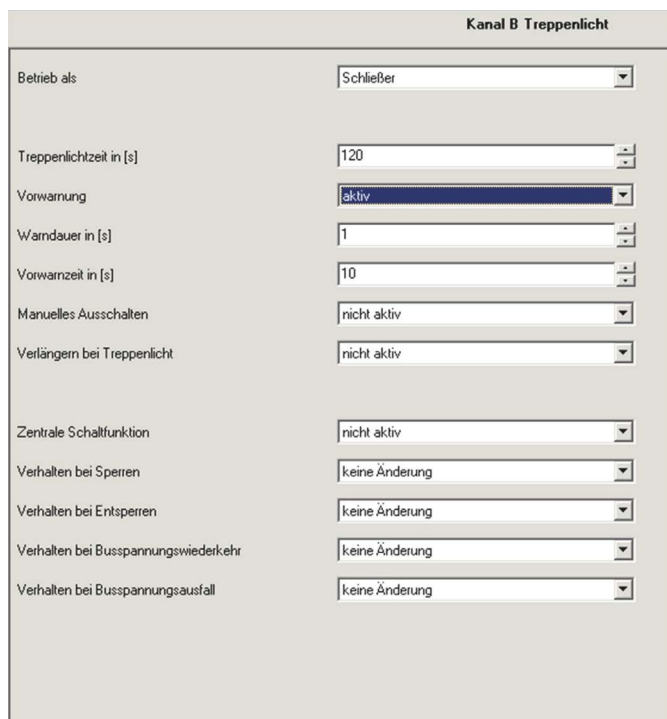 Kanal B Treppenlicht
Betrieb als Schließer
Treppenlichtzeit in [s] 120
Vorwarnung aktiv
Warndauer in [s] 1
Vorwarnzeit in [s] 10
Manuelles Ausschalten nicht aktiv
Verlängern bei Treppenlicht nicht aktiv
Zentrale Schaltfunktion nicht aktiv
Verhalten bei Sperren keine Änderung
Verhalten bei Entsperren keine Änderung
Verhalten bei Busspannungswiederkehr keine Änderung
Verhalten bei Busspannungsausfall keine Änderung